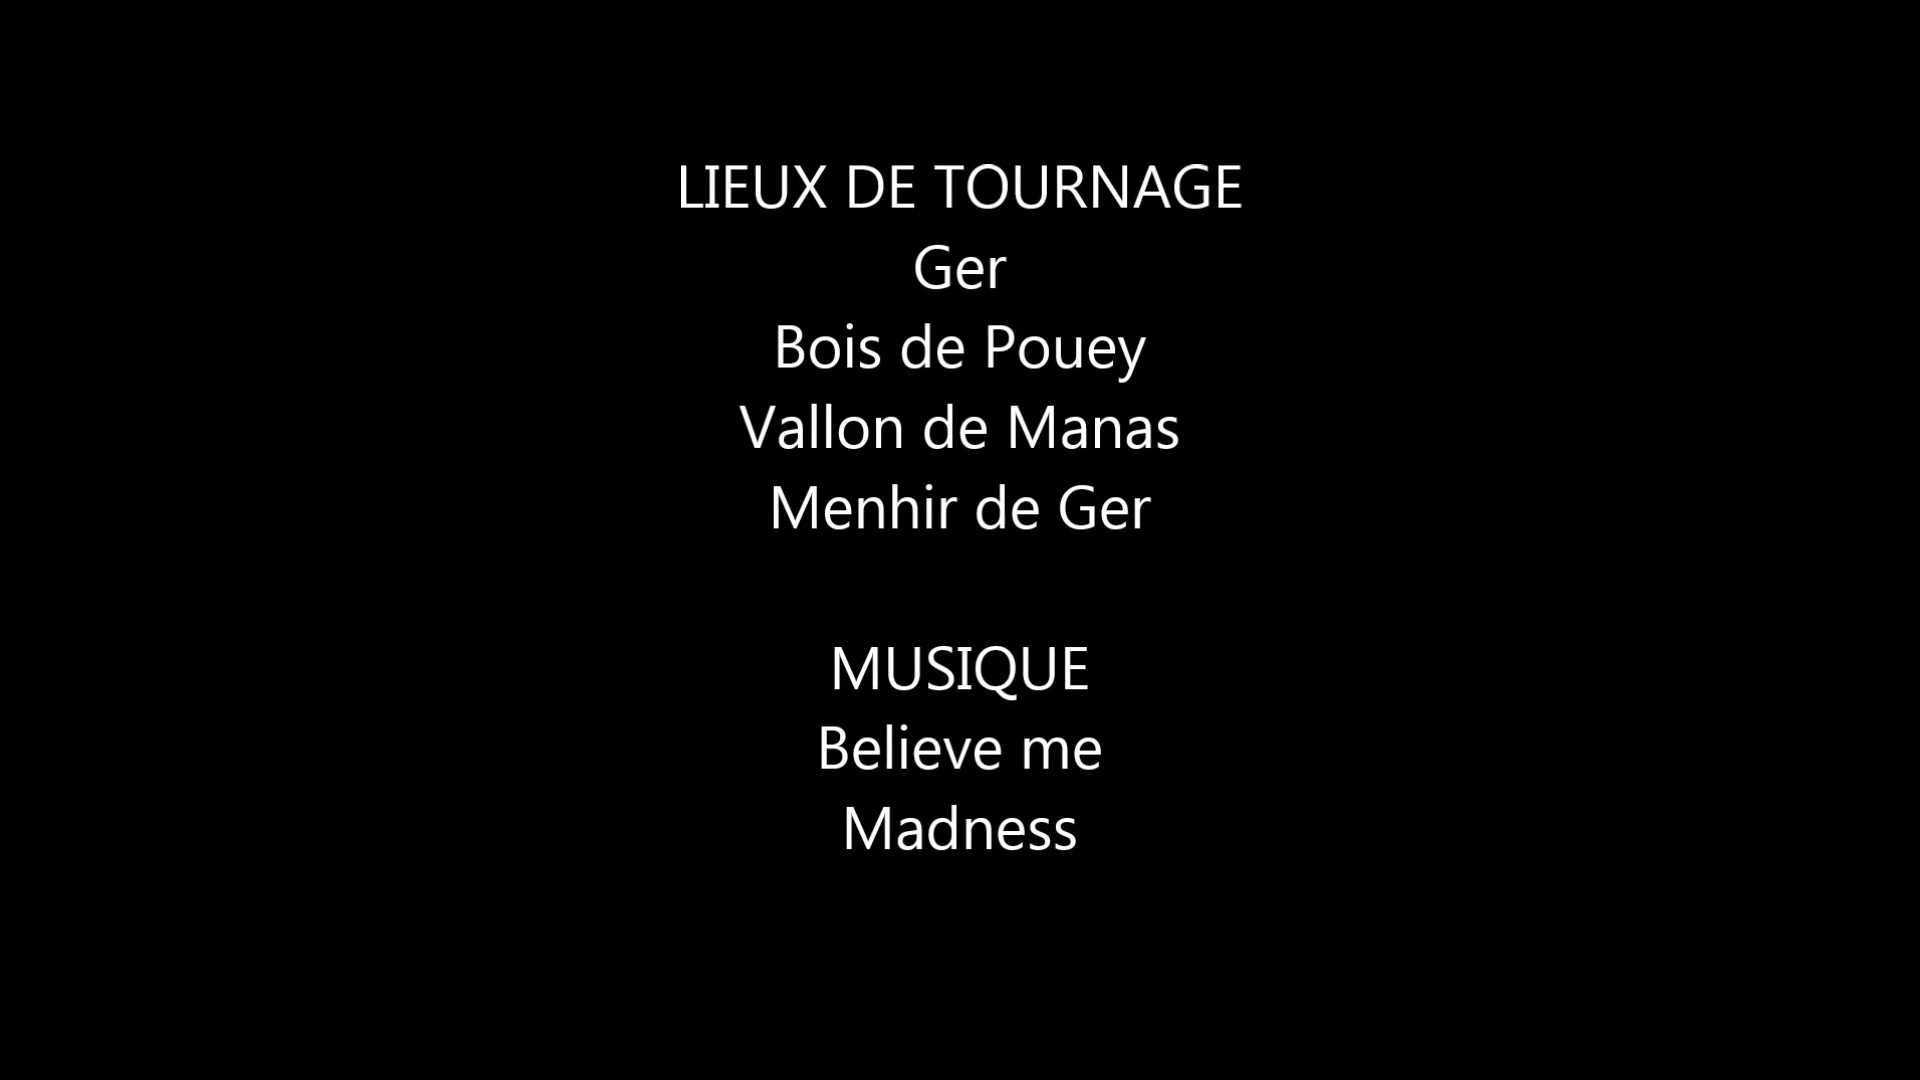 LIEUX DE TOURNAGE
Ger
Bois de Pouey
Vallon de Manas
Menhir de Ger
MUSIQUE
Believe me
Madness